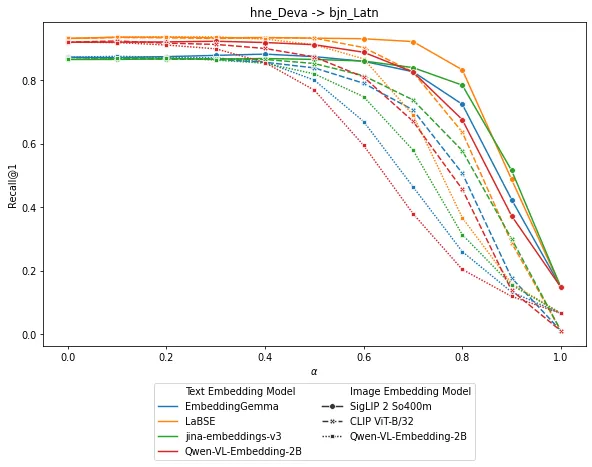 hne_Deva -> bjn_Latn
Recall@1
0.8
0.6
0.4
0.2
0.0
0.0 0.2 0.4 0.6 0.8 1.0
α
Text Embedding Model
EmbeddingGemma
LaBSE
jina-embeddings-v3
Qwen-VL-Embedding-2B
Image Embedding Model
SigLIP 2 So400m
CLIP ViT-B/32
Qwen-VL-Embedding-2B